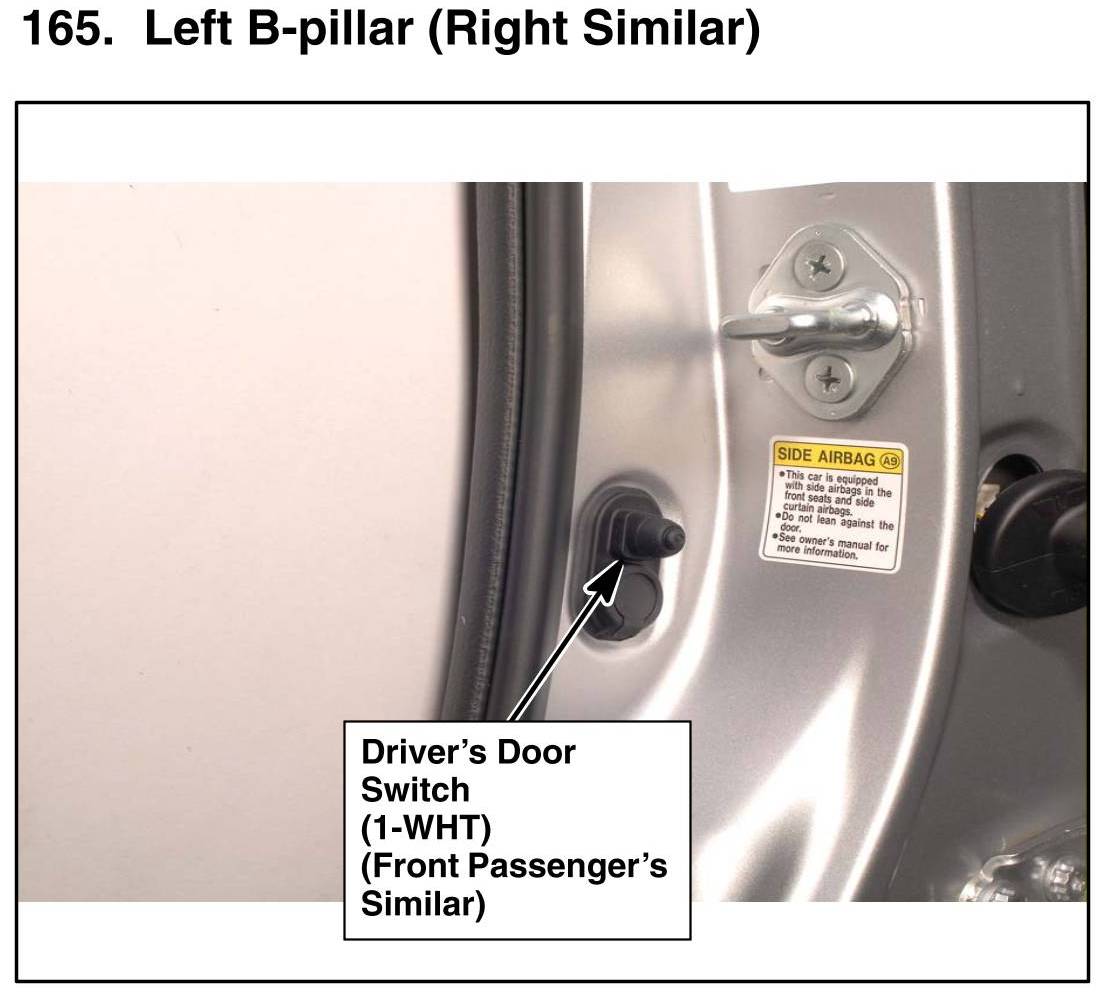 165. Left B-pillar (Right Similar)
SIDE AIRBAG A9
•This car is equipped
with side airbags in the
front seats and side
curtain airbags.
•Do not lean against the
door.
•See owner's manual for
more information.
Driver's Door
Switch
(1-WHT)
(Front Passenger's
Similar)